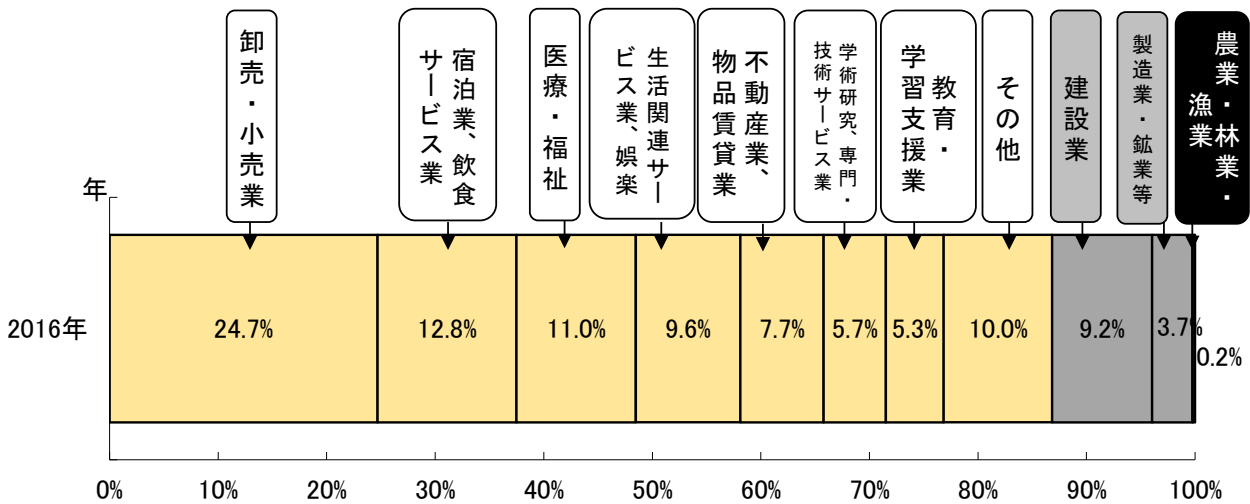 卸売・小売業
宿泊業、飲食
サービス業
医療・福祉
生活関連サー
ビス業、娯楽
不動産業、
物品賃貸業
学術研究、専門・
技術サービス業
教育・
学習支援業
その他
建設業
製造業・鉱業等
農業・林業・
漁業
年
2016年
24.7%
12.8%
11.0%
9.6%
7.7%
5.7%
5.3%
10.0%
9.2%
3.7%
0.2%
0%
10%
20%
30%
40%
50%
60%
70%
80%
90%
100%